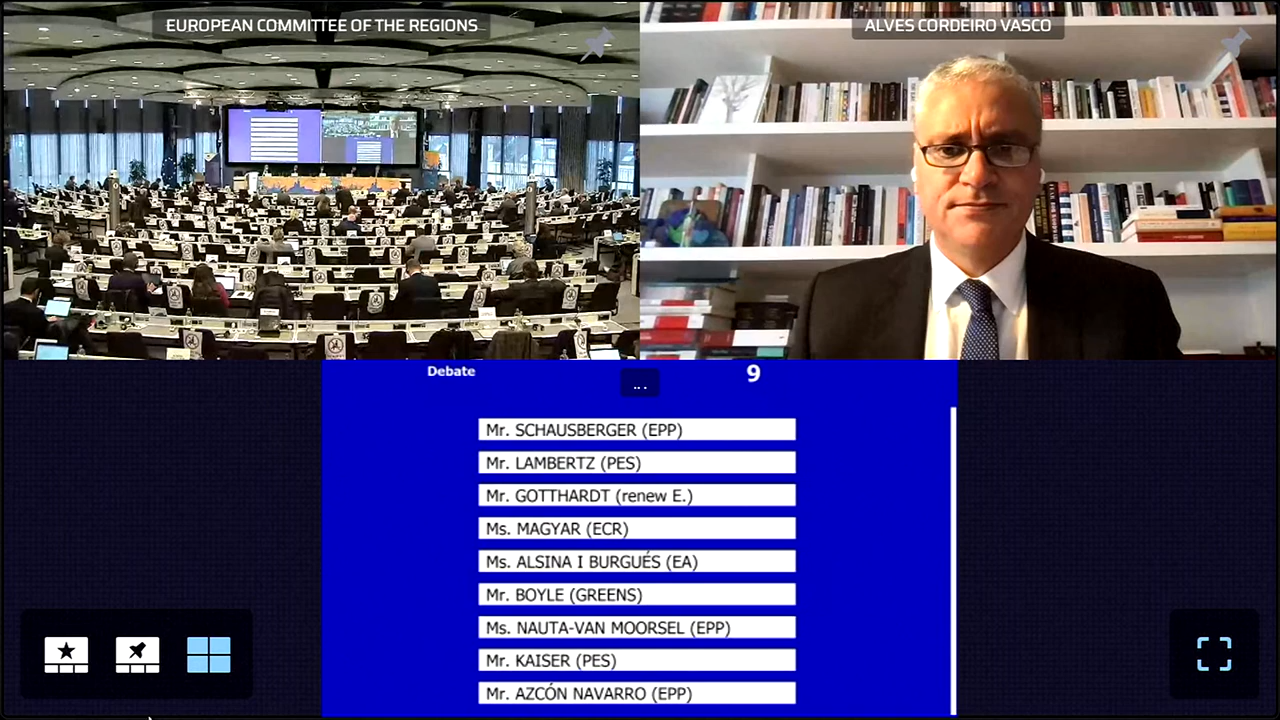 EUROPEAN COMMITTEE OF THE REGIONS
ALVES CORDEIRO VASCO
Debate
...
9
Mr. SCHAUSBERGER (EPP)
Mr. LAMBERTZ (PES)
Mr. GOTTHARDT (renew E.)
Ms. MAGYAR (ECR)
Ms. ALSINA I BURGUÉS (EA)
Mr. BOYLE (GREENS)
Ms. NAUTA-VAN MOORSEL (EPP)
Mr. KAISER (PES)
Mr. AZCÓN NAVARRO (EPP)